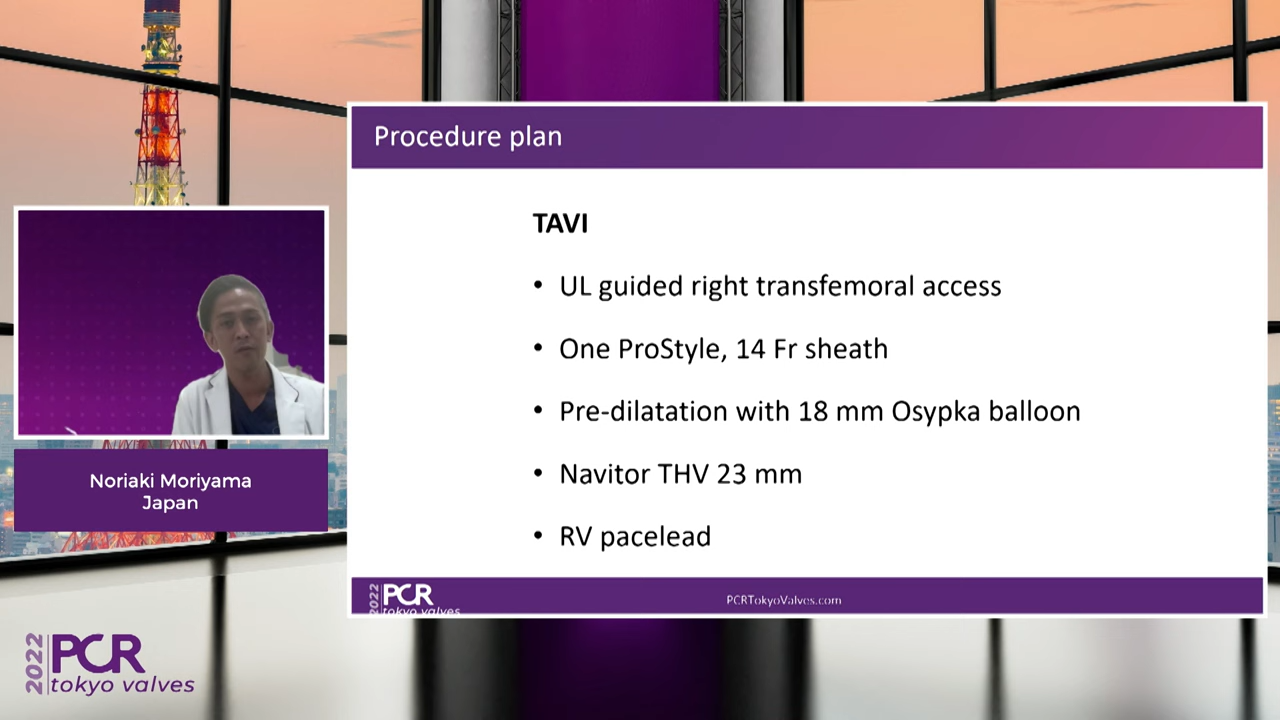 Procedure plan
TAVI
• UL guided right transfemoral access
• One ProStyle, 14 Fr sheath
• Pre-dilatation with 18 mm Osypka balloon
• Navitor THV 23 mm
• RV pacelead
2022 PCR
tokyo valves
PCRTokyoValves.com
Noriaki Moriyama
Japan
2022 PCR
tokyo valves